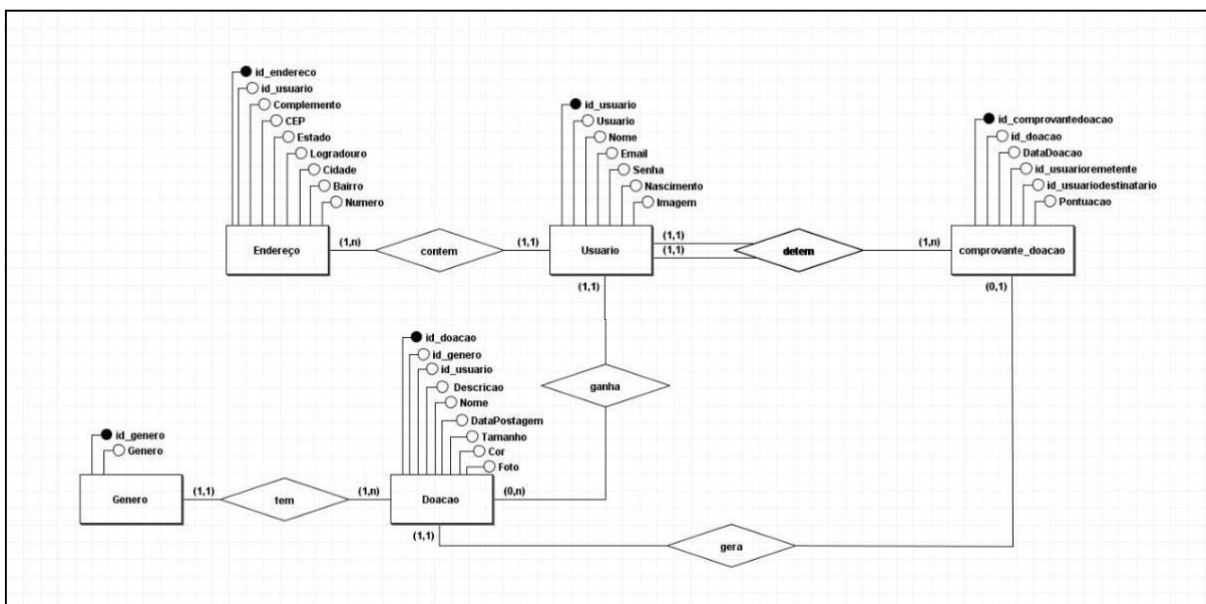 id_endereco
id_usuario
Complemento
CEP
Estado
Logradouro
Cidade
Bairro
Numero
Endereço
(1,n)
contem
(1,1)
id_usuario
Usuario
Nome
Email
Senha
Nascimento
Imagem
Usuario
(1,1)
(1,1)
(1,1)
detem
(1,n)
id_comprovantedoacao
id_doacao
DataDoacao
id_usuarioremetente
id_usuariodestinatario
Pontuacao
comprovante_doacao
(0,1)
ganha
id_doacao
id_genero
id_usuario
Descricao
Nome
DataPostagem
Tamanho
Cor
Foto
Doacao
(0,n)
(1,1)
id_genero
Genero
Genero
(1,1)
tem
(1,n)
gera